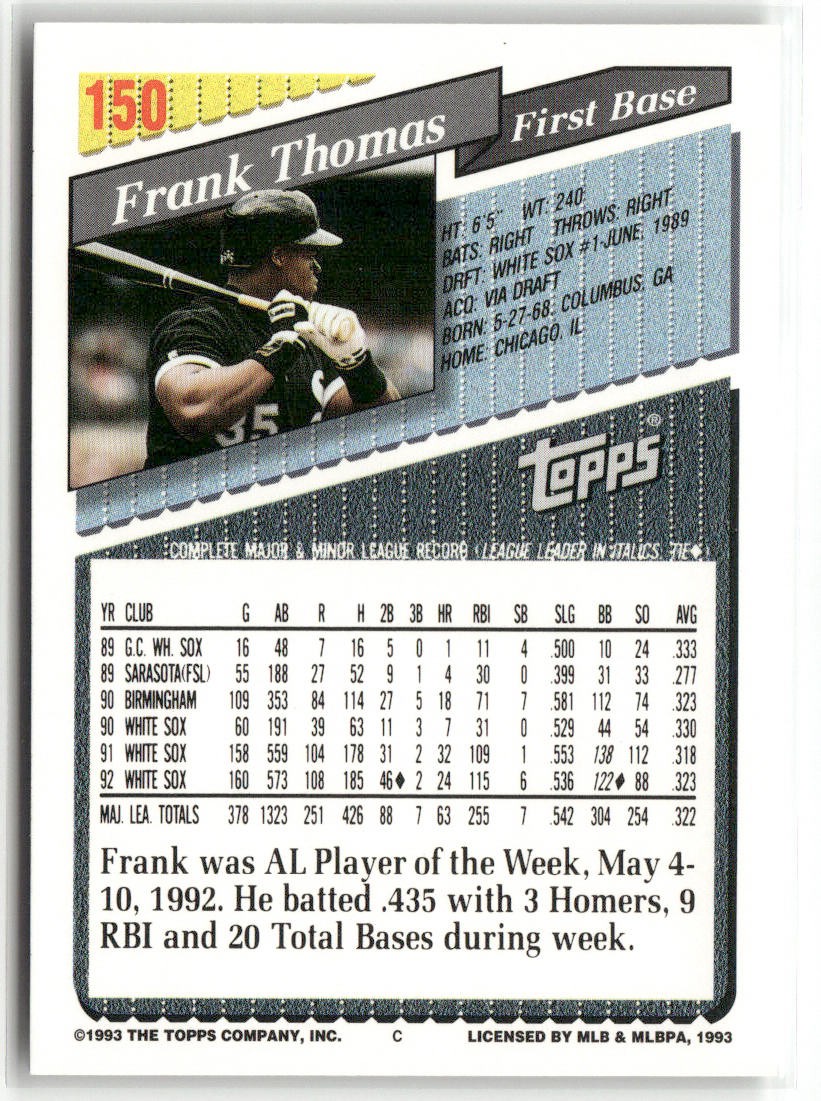 150
Frank Thomas
First Base
HT: 6'5" WT: 240
BATS: RIGHT THROWS: RIGHT
DRFT: WHITE SOX #1-JUNE, 1989
ACQ: VIA DRAFT
BORN: 5-27-68, COLUMBUS, GA
HOME: CHICAGO, IL
35
topps®
COMPLETE MAJOR & MINOR LEAGUE RECORD (LEAGUE LEADER IN ITALICS, TIE♦)
YR CLUB G AB R H 2B 3B HR RBI SB SLG BB SO AVG
89 G.C. WH. SOX 16 48 7 16 5 0 1 11 4 .500 10 24 .333
89 SARASOTA(FSL) 55 188 27 52 9 1 4 30 0 .399 31 33 .277
90 BIRMINGHAM 109 353 84 114 27 5 18 71 7 .581 112 74 .323
90 WHITE SOX 60 191 39 63 11 3 7 31 0 .529 44 54 .330
91 WHITE SOX 158 559 104 178 31 2 32 109 1 .553 138 112 .318
92 WHITE SOX 160 573 108 185 46♦ 2 24 115 6 .536 122♦ 88 .323
MAJ. LEA. TOTALS 378 1323 251 426 88 7 63 255 7 .542 304 254 .322
Frank was AL Player of the Week, May 4-
10, 1992. He batted .435 with 3 Homers, 9
RBI and 20 Total Bases during week.
©1993 THE TOPPS COMPANY, INC. C LICENSED BY MLB & MLBPA, 1993